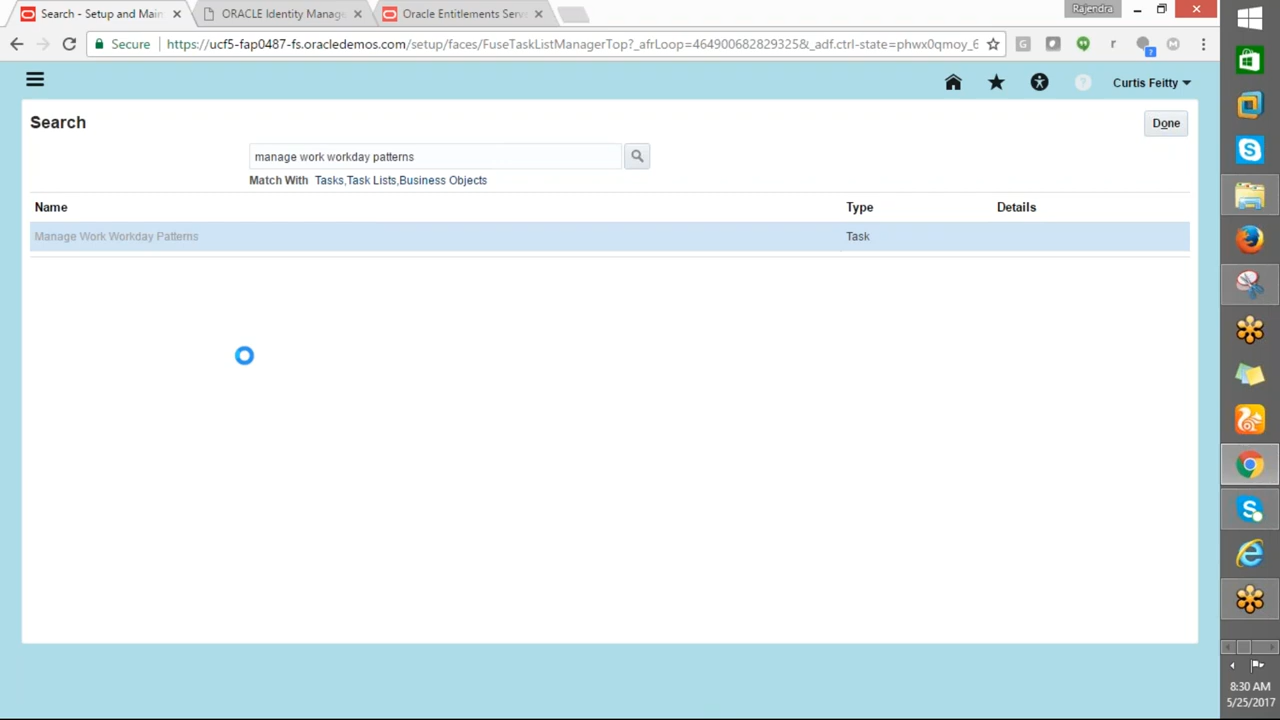 Search - Setup and Main
ORACLE Identity Manage
Oracle Entitlements Serv
Rajendra
Secure
https://ucf5-fap0487-fs.oracledemos.com/setup/faces/FuseTaskListManagerTop?_afrLoop=4649006828829325&_adf.ctrl-state=phwx0qmoy_6
Curtis Feitty
Search
Done
manage work workday patterns
Match With Tasks,Task Lists,Business Objects
Name Type Details
Manage Work Workday Patterns Task
8:30 AM
5/25/2017